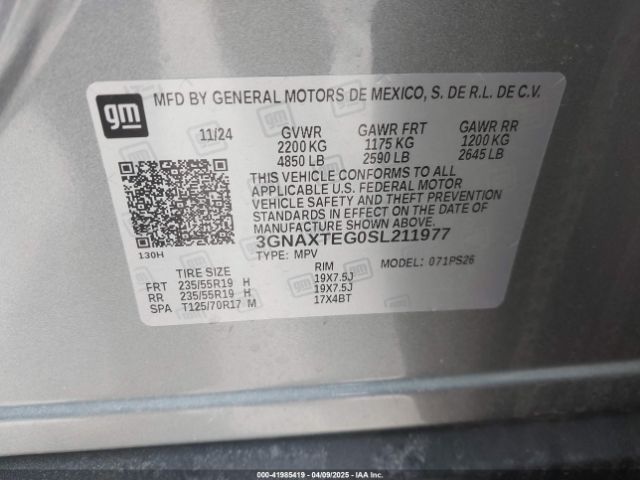 gm
MFD BY GENERAL MOTORS DE MEXICO, S. DE R.L. DE C.V.
11/24 GVWR GAWR FRT GAWR RR
2200 KG 1175 KG 1200 KG
4850 LB 2590 LB 2645 LB
THIS VEHICLE CONFORMS TO ALL
APPLICABLE U.S. FEDERAL MOTOR
VEHICLE SAFETY AND THEFT PREVENTION
STANDARDS IN EFFECT ON THE DATE OF
MANUFACTURE SHOWN ABOVE.
3GNAXTEG0SL211977
130H
TYPE: MPV MODEL: 071PS26
TIRE SIZE RIM
FRT 235/55R19 H 19X7.5J
RR 235/55R19 H 19X7.5J
SPA T125/70R17 M 17X4BT
000-41985419 | 04/09/2025 - IAA, Inc.